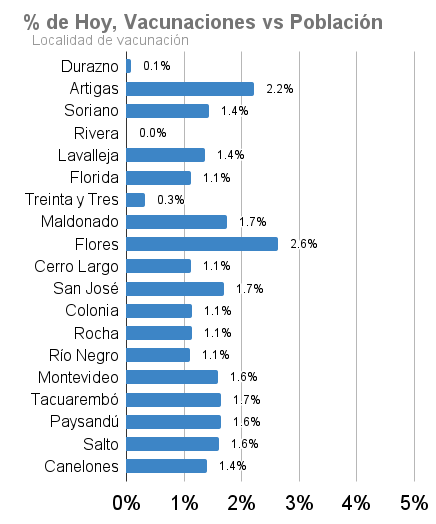 % de Hoy, Vacunaciones vs Población
Localidad de vacunación
Durazno 0.1%
Artigas 2.2%
Soriano 1.4%
Rivera 0.0%
Lavalleja 1.4%
Florida 1.1%
Treinta y Tres 0.3%
Maldonado 1.7%
Flores 2.6%
Cerro Largo 1.1%
San José 1.7%
Colonia 1.1%
Rocha 1.1%
Río Negro 1.1%
Montevideo 1.6%
Tacuarembó 1.7%
Paysandú 1.6%
Salto 1.6%
Canelones 1.4%
0% 1% 2% 3% 4% 5%